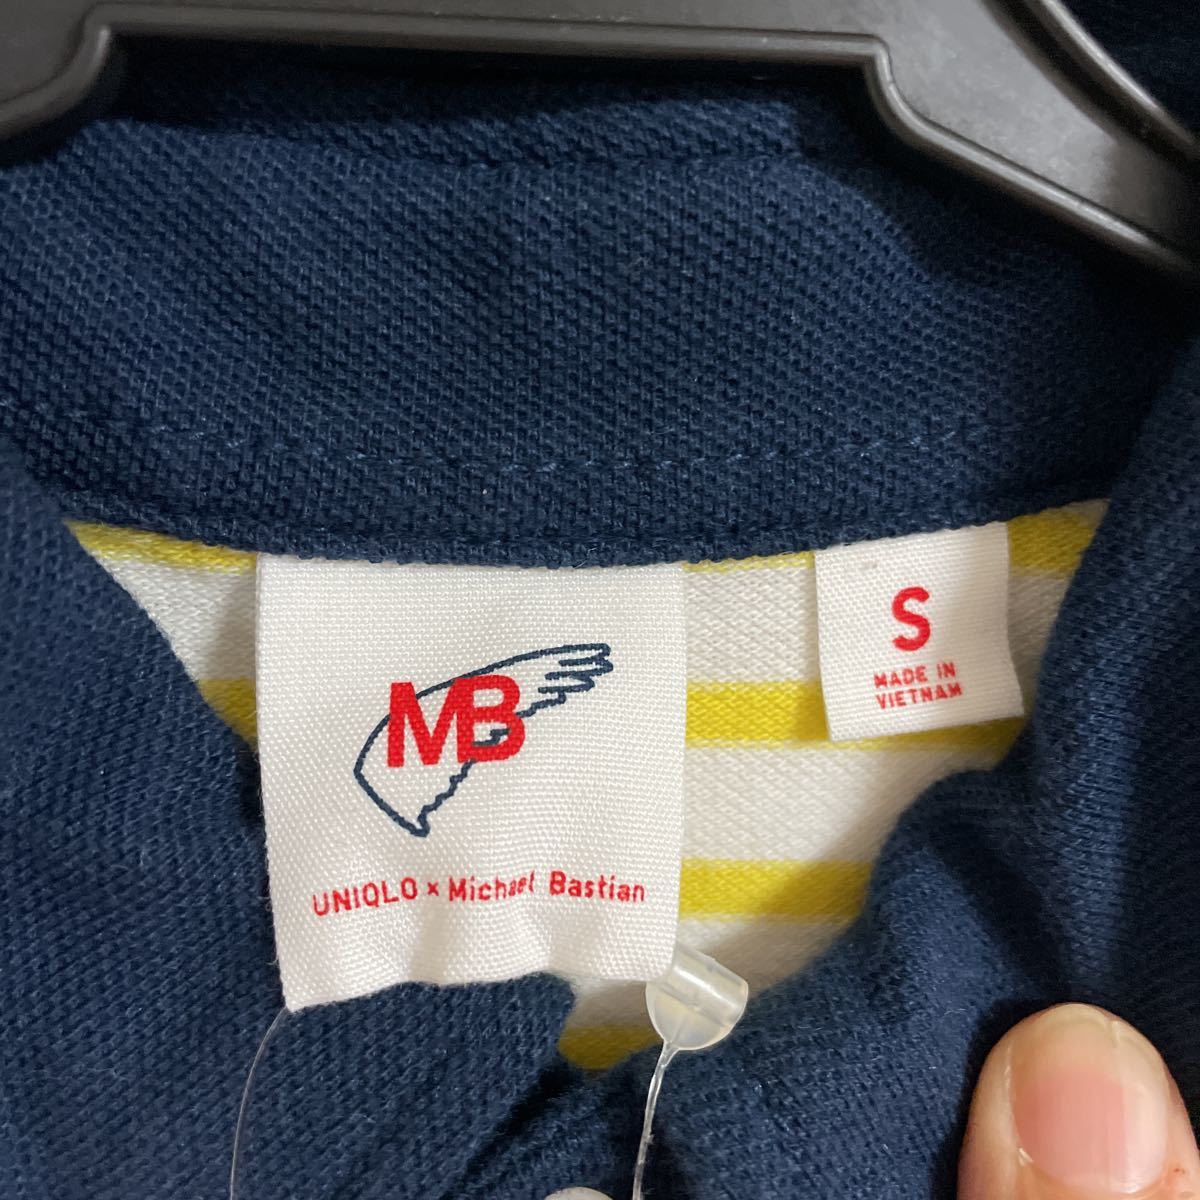 MB
UNIQLO × Michael Bastian
S
MADE IN
VIETNAM